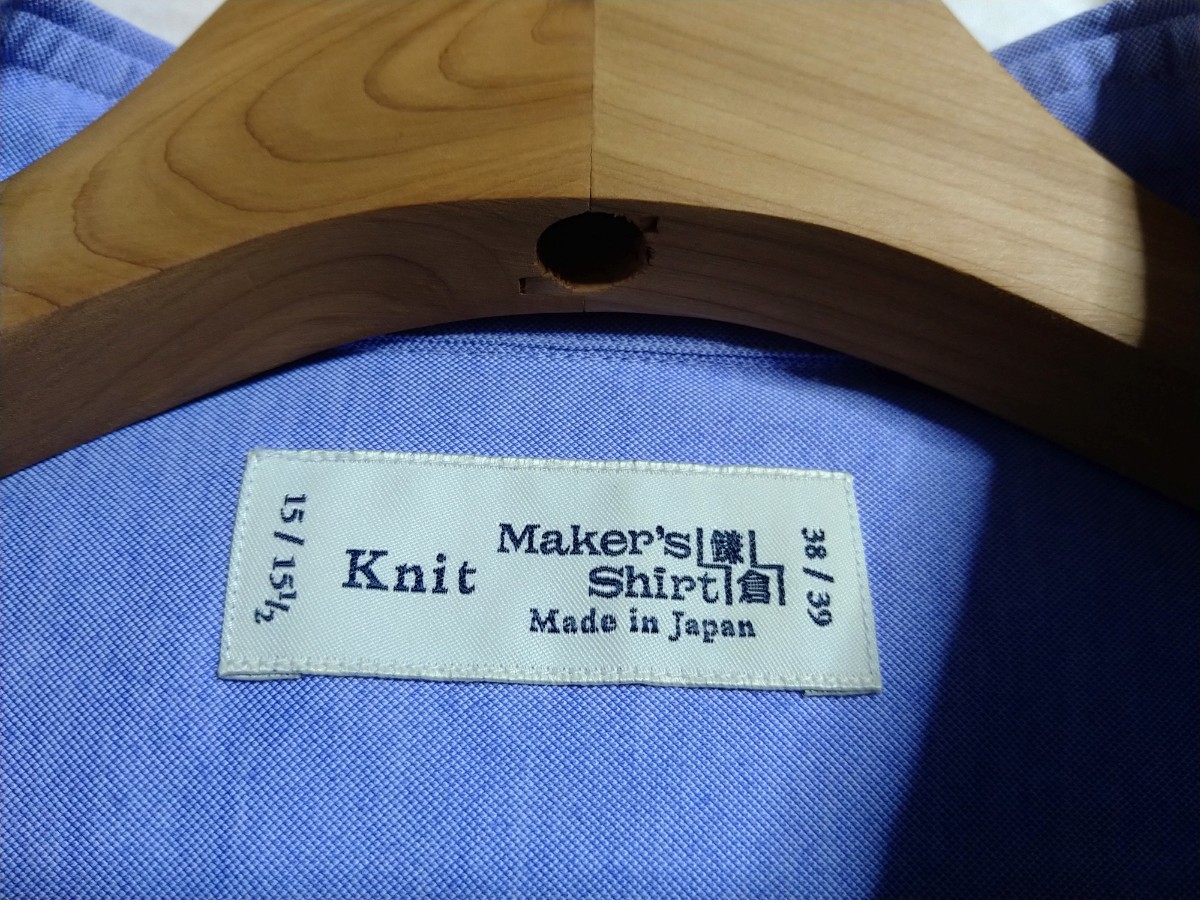 15 / 15½
Knit
Maker's 鎌
Shirt 倉
Made in Japan
38 / 39